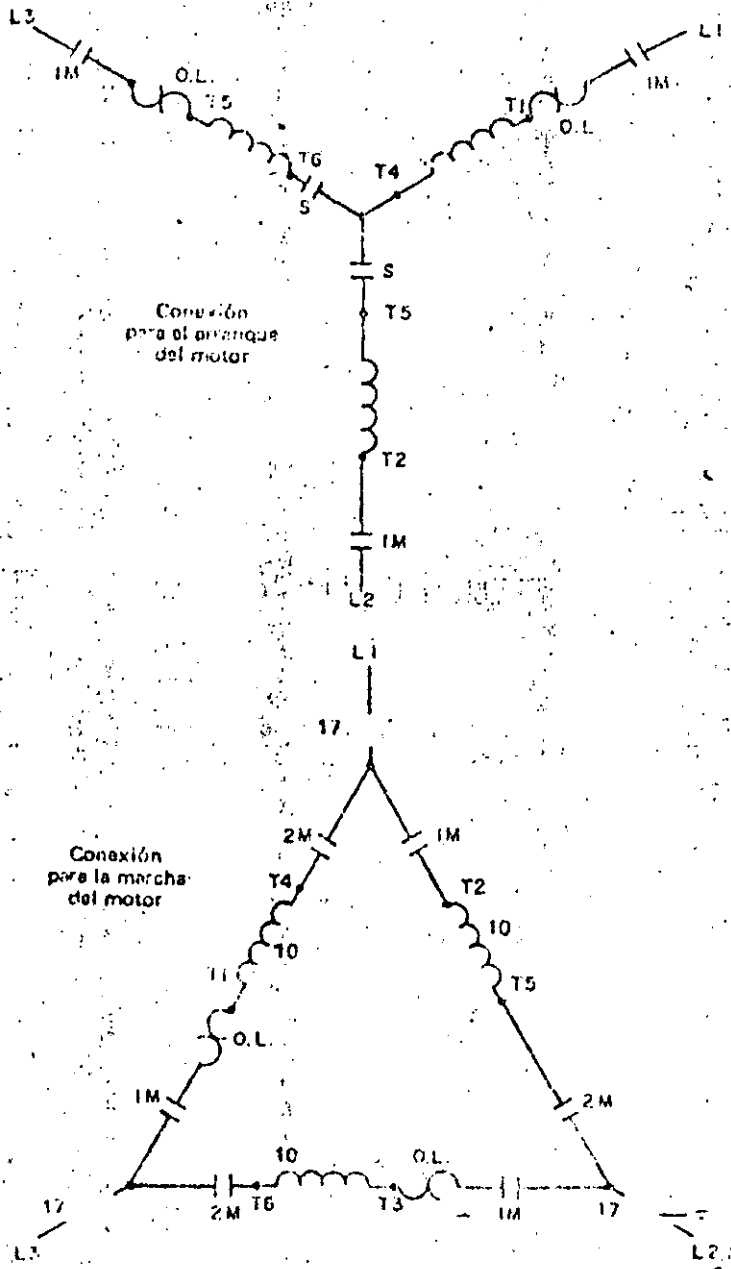 L3
L1
1M
O.L.
T5
T1
1M
O.L
T6
T4
S
S
T5
Conexión
para el arranque
del motor
T2
1M
L2
L1
17
2M
1M
Conexión
para la marcha
del motor
T4
T2
10
10
T1
T5
O.L.
1M
2M
10
O.L.
17
2M
T6
T3
1M
17
L3
L2